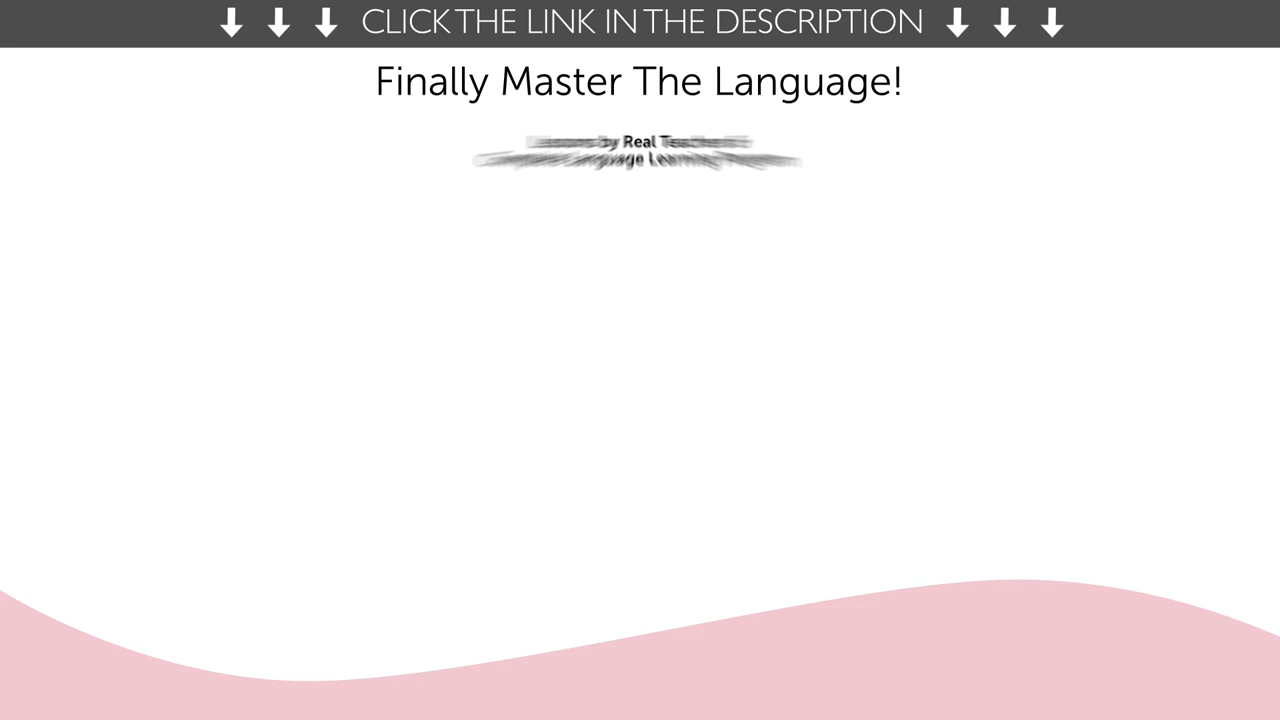 CLICK THE LINK IN THE DESCRIPTION
Finally Master The Language!
by Real
Language Learning